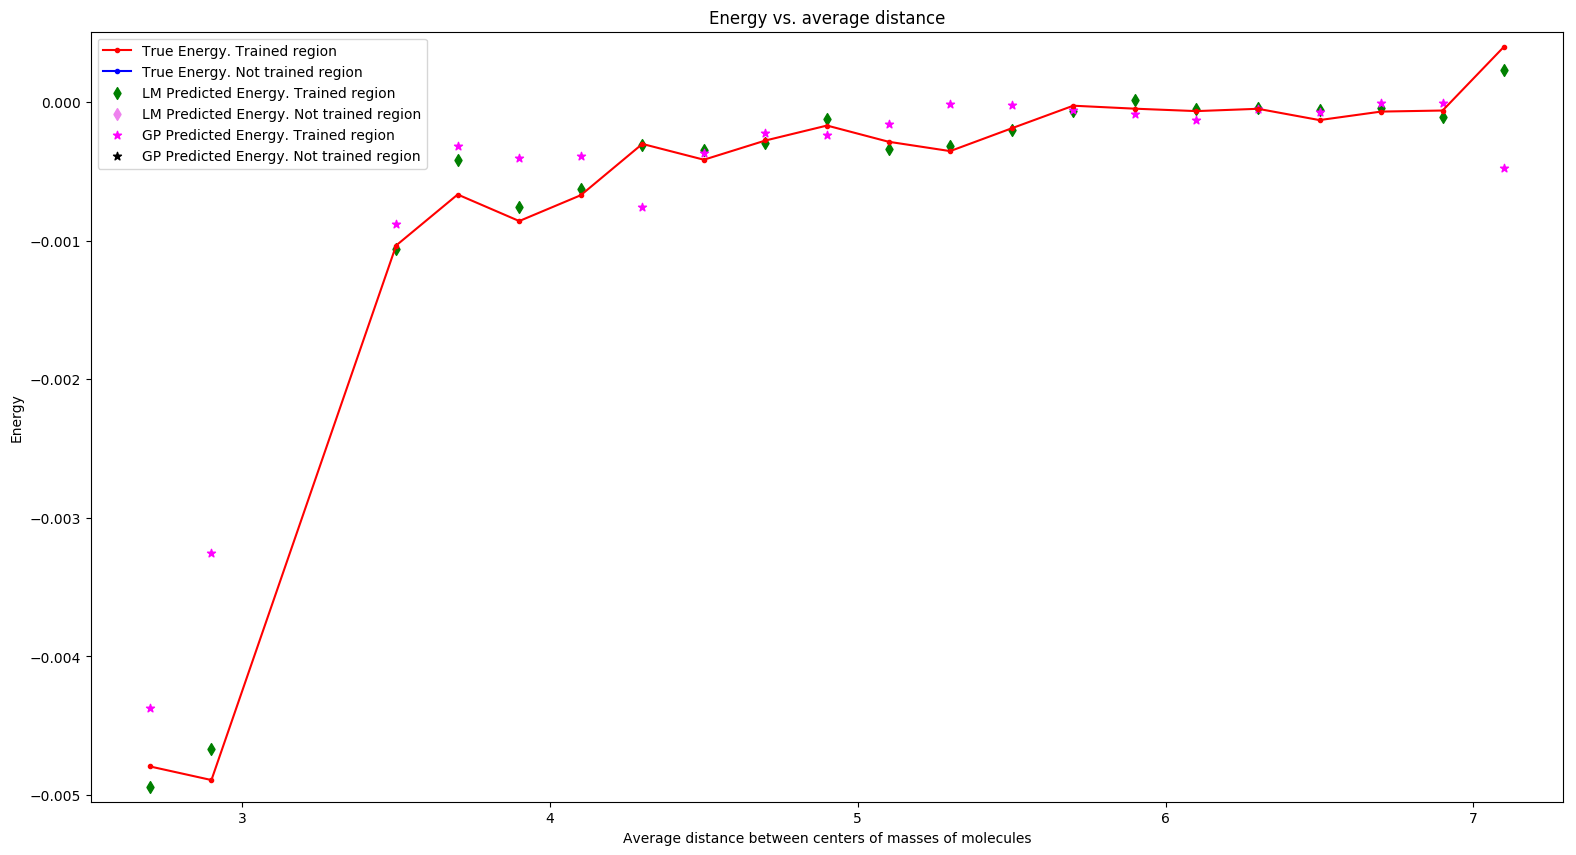 Energy vs. average distance
True Energy. Trained region
True Energy. Not trained region
LM Predicted Energy. Trained region
LM Predicted Energy. Not trained region
GP Predicted Energy. Trained region
GP Predicted Energy. Not trained region
0.000
−0.001
−0.002
−0.003
−0.004
−0.005
Energy
3 4 5 6 7
Average distance between centers of masses of molecules